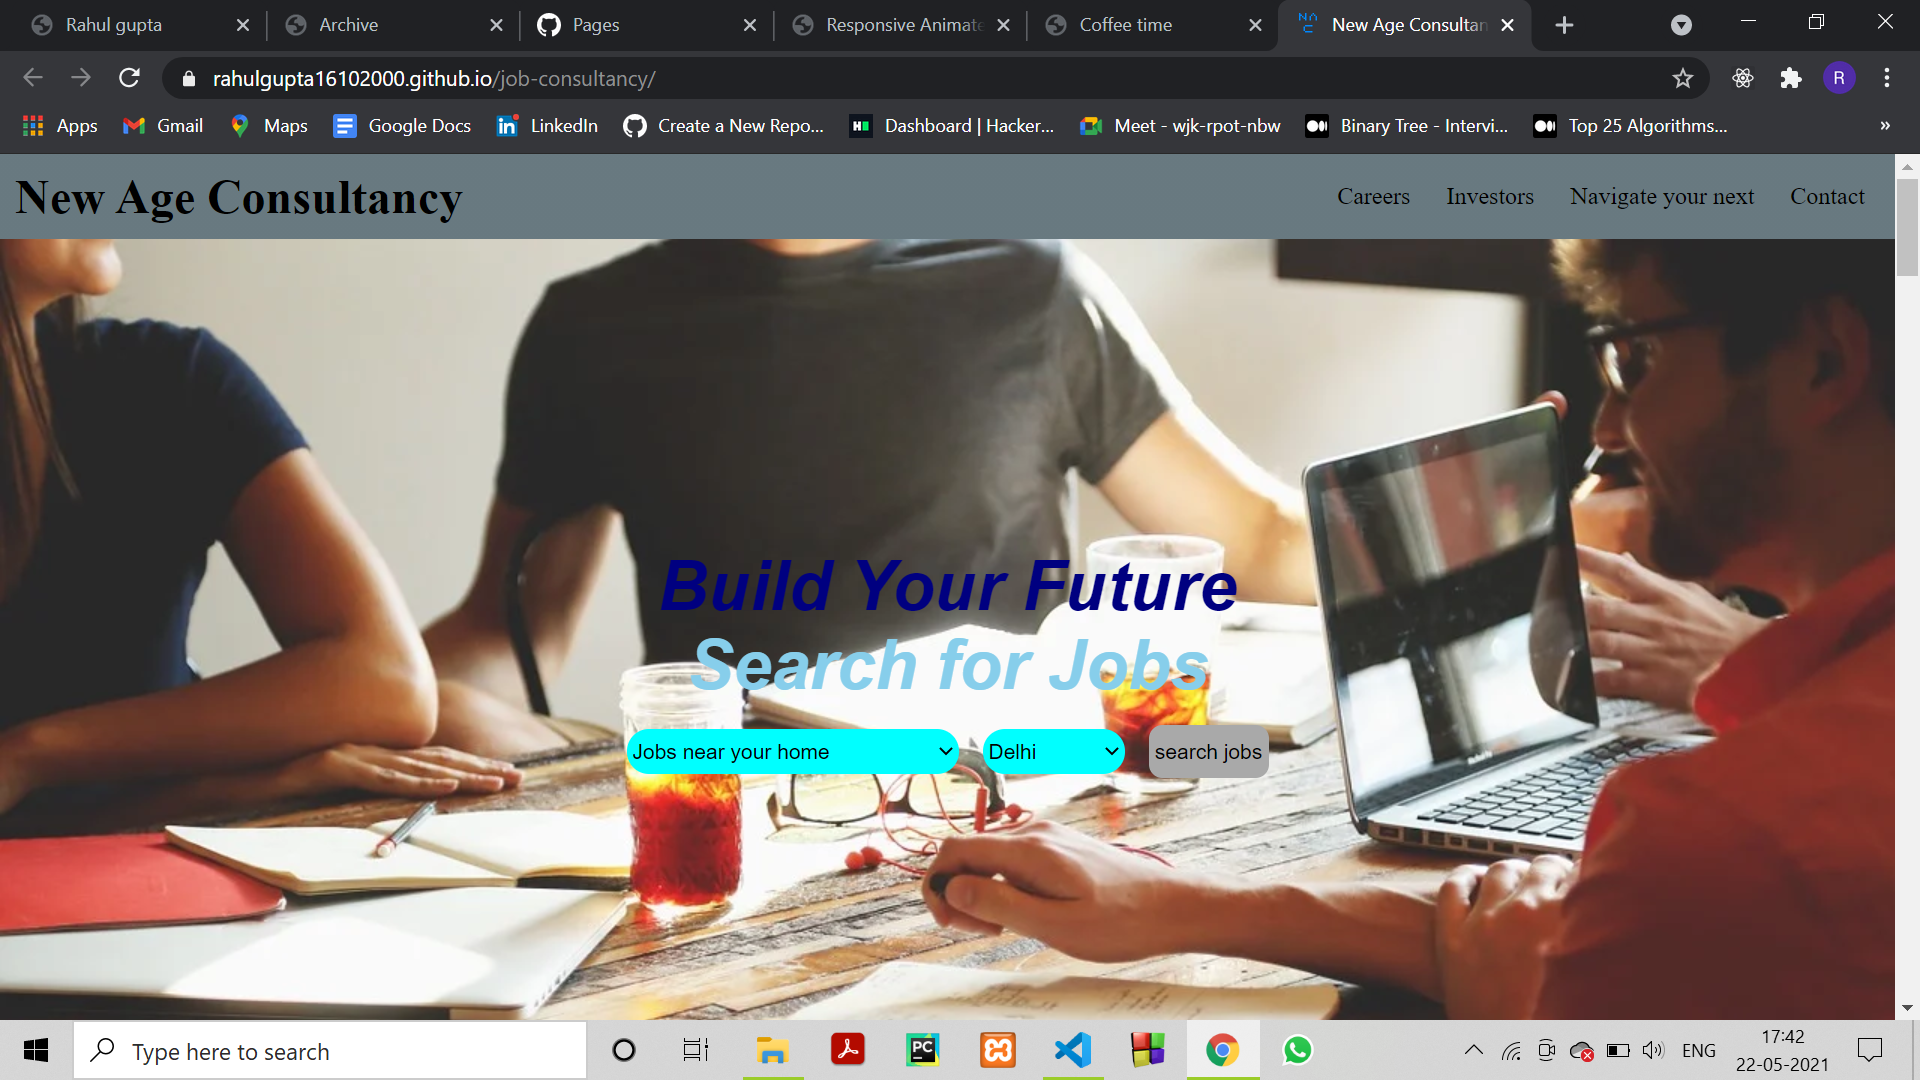 Rahul gupta
Archive
Pages
Responsive Animate
Coffee time
New Age Consultan
rahulgupta16102000.github.io/job-consultancy/
R
Apps
Gmail
Maps
Google Docs
LinkedIn
Create a New Repo...
Dashboard | Hacker...
Meet - wjk-rpot-nbw
Binary Tree - Intervi...
Top 25 Algorithms...
»
New Age Consultancy
Careers
Investors
Navigate your next
Contact
Build Your Future
Search for Jobs
Jobs near your home
Delhi
search jobs
Type here to search
PC
ENG
17:42
22-05-2021